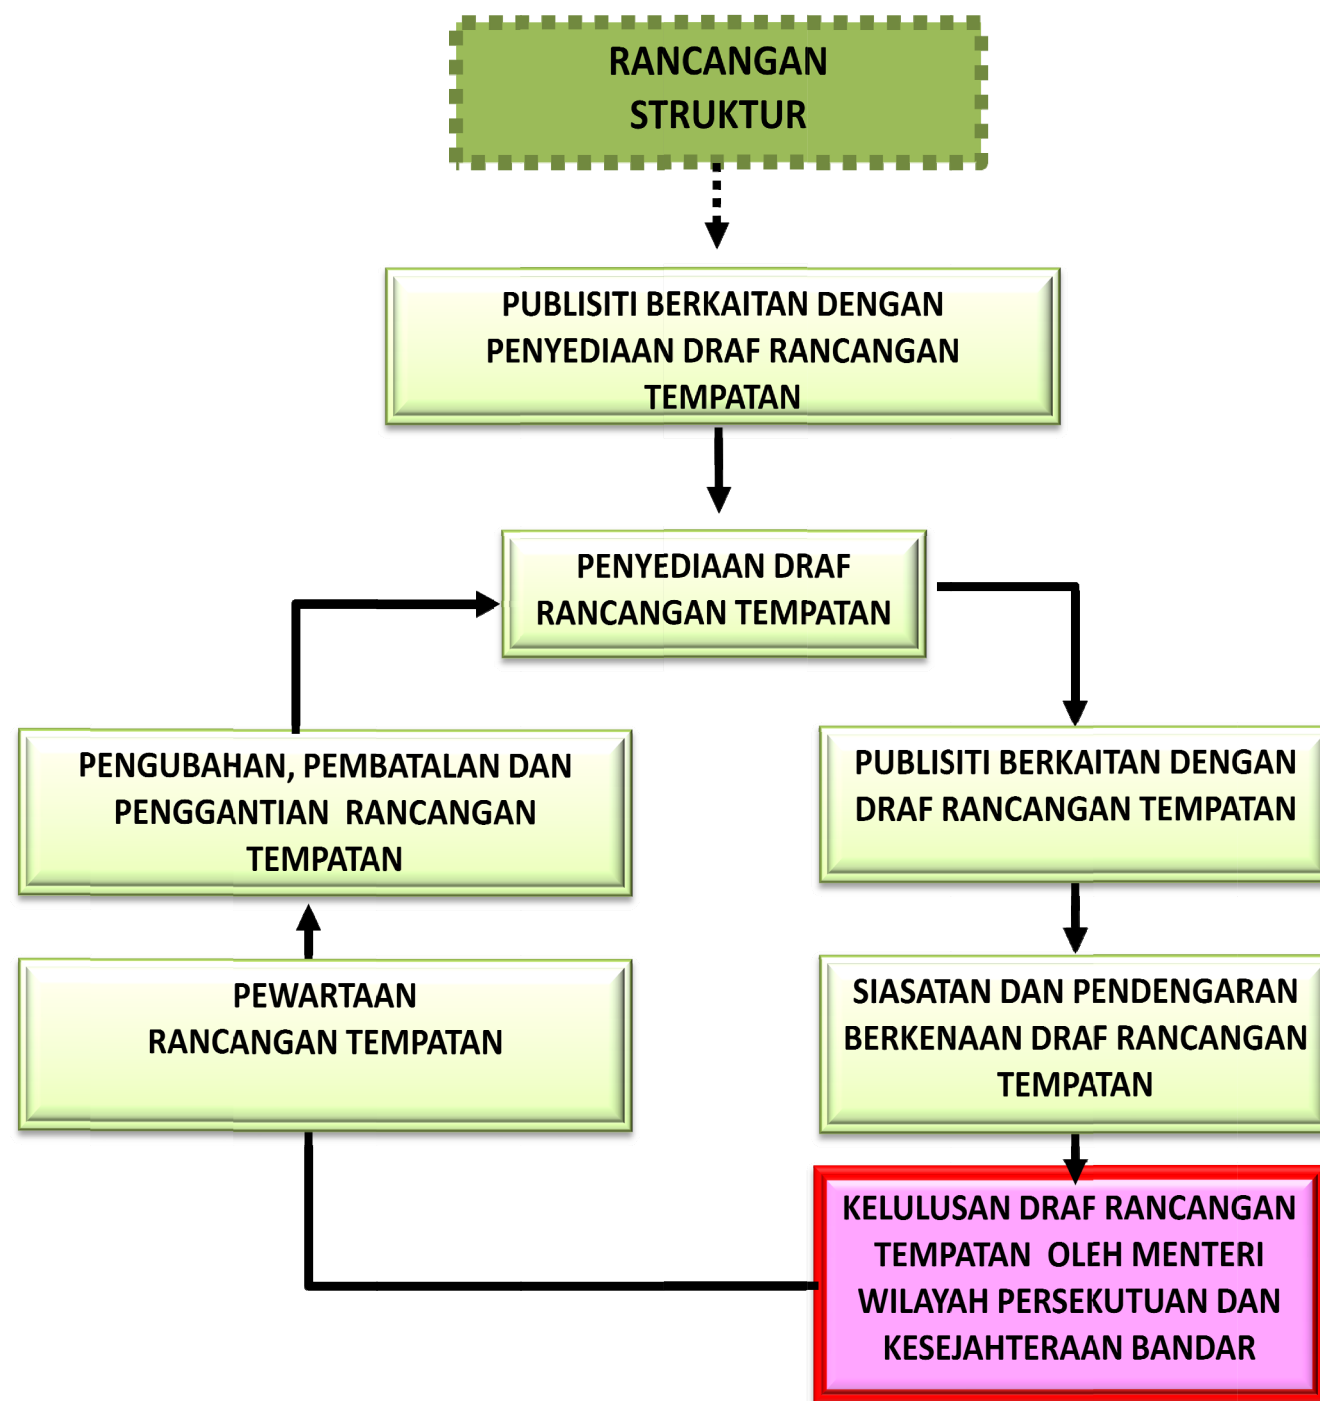 RANCANGAN
STRUKTUR
PUBLISITI BERKAITAN DENGAN
PENYEDIAAN DRAF RANCANGAN
TEMPATAN
PENYEDIAAN DRAF
RANCANGAN TEMPATAN
PENGUBAHAN, PEMBATALAN DAN
PENGGANTIAN RANCANGAN
TEMPATAN
PUBLISITI BERKAITAN DENGAN
DRAF RANCANGAN TEMPATAN
PEWARTAAN
RANCANGAN TEMPATAN
SIASATAN DAN PENDENGARAN
BERKENAAN DRAF RANCANGAN
TEMPATAN
KELULUSAN DRAF RANCANGAN
TEMPATAN OLEH MENTERI
WILAYAH PERSEKUTUAN DAN
KESEJAHTERAAN BANDAR